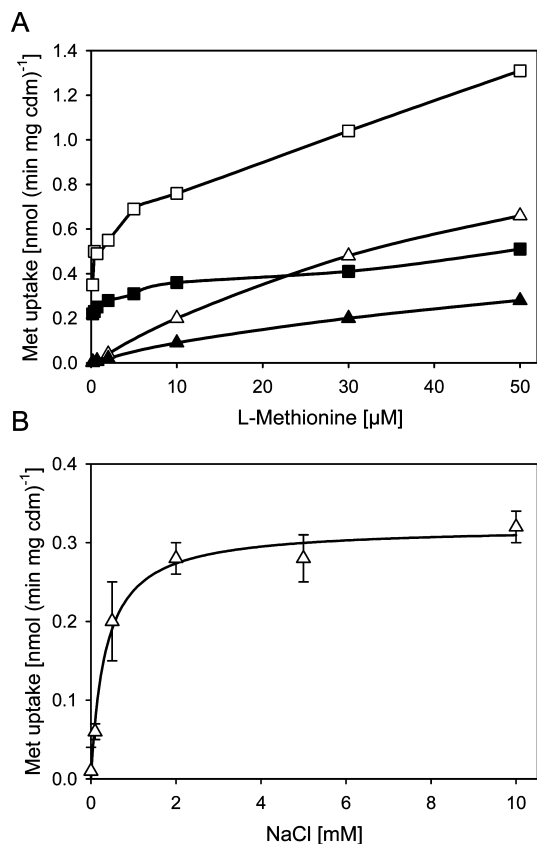 A
1.4
1.2
1.0
0.8
0.6
0.4
0.2
0.0
Met uptake [nmol (min mg cdm)⁻¹
0 10 20 30 40 50
L-Methionine [µM]
B
0.4
0.3
0.2
0.1
0.0
Met uptake [nmol (min mg cdm)⁻¹
0 2 4 6 8 10
NaCl [mM]